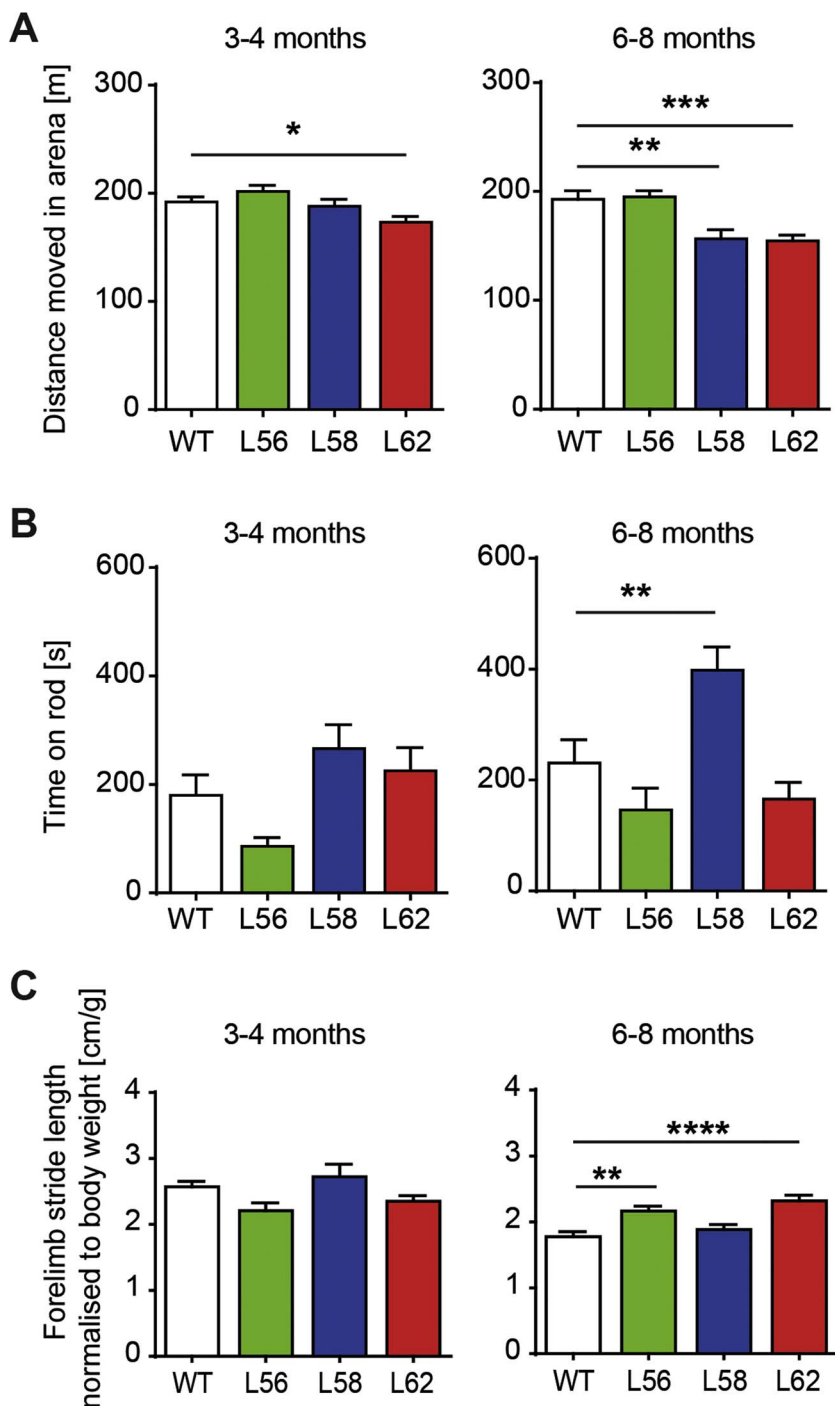 A
3-4 months
6-8 months
Distance moved in arena [m]
300
200
100
0
*
WT L56 L58 L62
300
200
100
0
***
**
WT L56 L58 L62
B
3-4 months
6-8 months
Time on rod [s]
600
400
200
0
WT L56 L58 L62
600
400
200
0
**
WT L56 L58 L62
C
3-4 months
6-8 months
Forelimb stride length
normalised to body weight [cm/g]
4
3
2
1
0
WT L56 L58 L62
4
3
2
1
0
****
**
WT L56 L58 L62